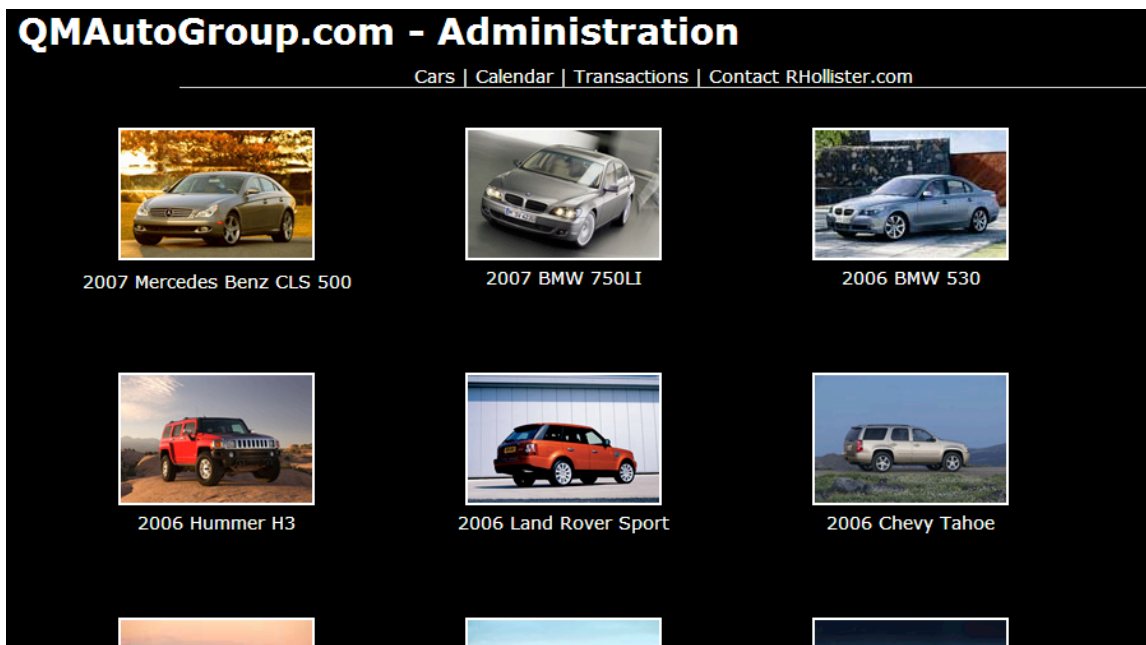 QMAutoGroup.com - Administration
Cars | Calendar | Transactions | Contact RHollister.com
2007 Mercedes Benz CLS 500
2007 BMW 750LI
2006 BMW 530
2006 Hummer H3
2006 Land Rover Sport
2006 Chevy Tahoe